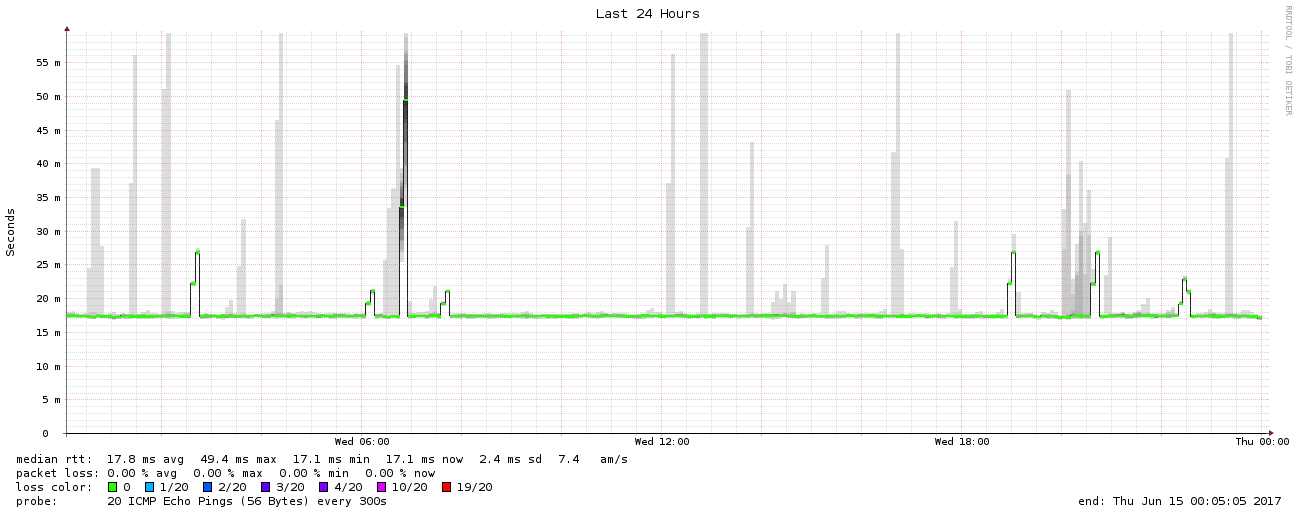 Last 24 Hours
RRDTOOL / TOBI OETIKER
Seconds
55 m
50 m
45 m
40 m
35 m
30 m
25 m
20 m
15 m
10 m
5 m
0
Wed 06:00 Wed 12:00 Wed 18:00 Thu 00:00
median rtt: 17.8 ms avg 49.4 ms max 17.1 ms min 17.1 ms now 2.4 ms sd 7.4 am/s
packet loss: 0.00 % avg 0.00 % max 0.00 % min 0.00 % now
loss color: 0 1/20 2/20 3/20 4/20 10/20 19/20
probe: 20 ICMP Echo Pings (56 Bytes) every 300s end: Thu Jun 15 00:05:05 2017